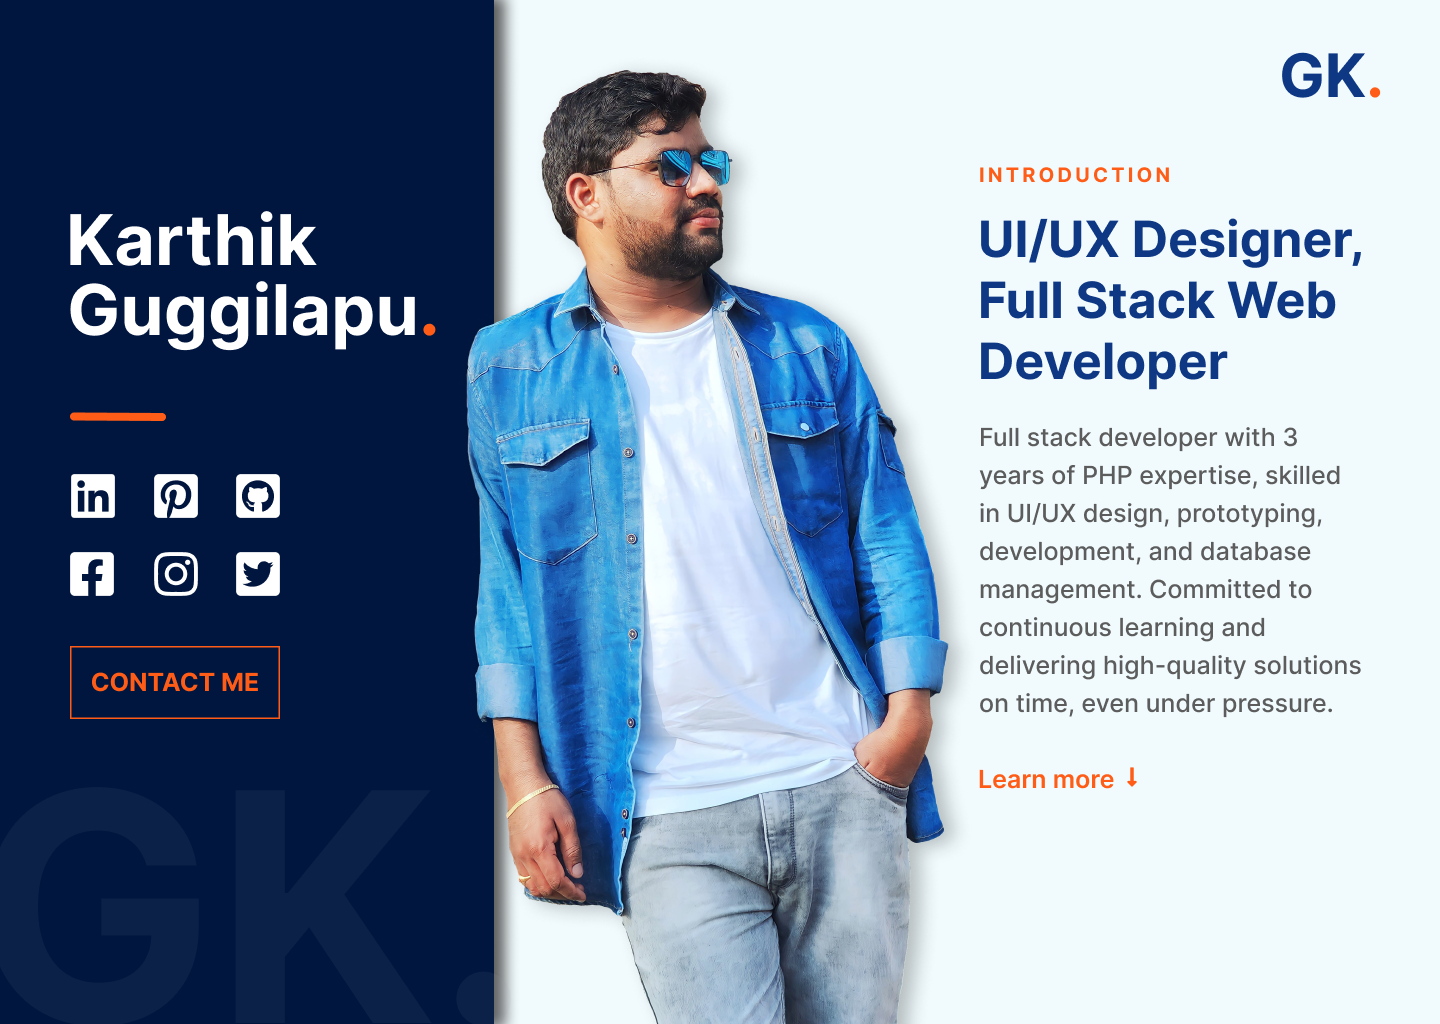 Karthik
Guggilapu.
in
CONTACT ME
GK.
GK.
INTRODUCTION
UI/UX Designer,
Full Stack Web
Developer
Full stack developer with 3
years of PHP expertise, skilled
in UI/UX design, prototyping,
development, and database
management. Committed to
continuous learning and
delivering high-quality solutions
on time, even under pressure.
Learn more